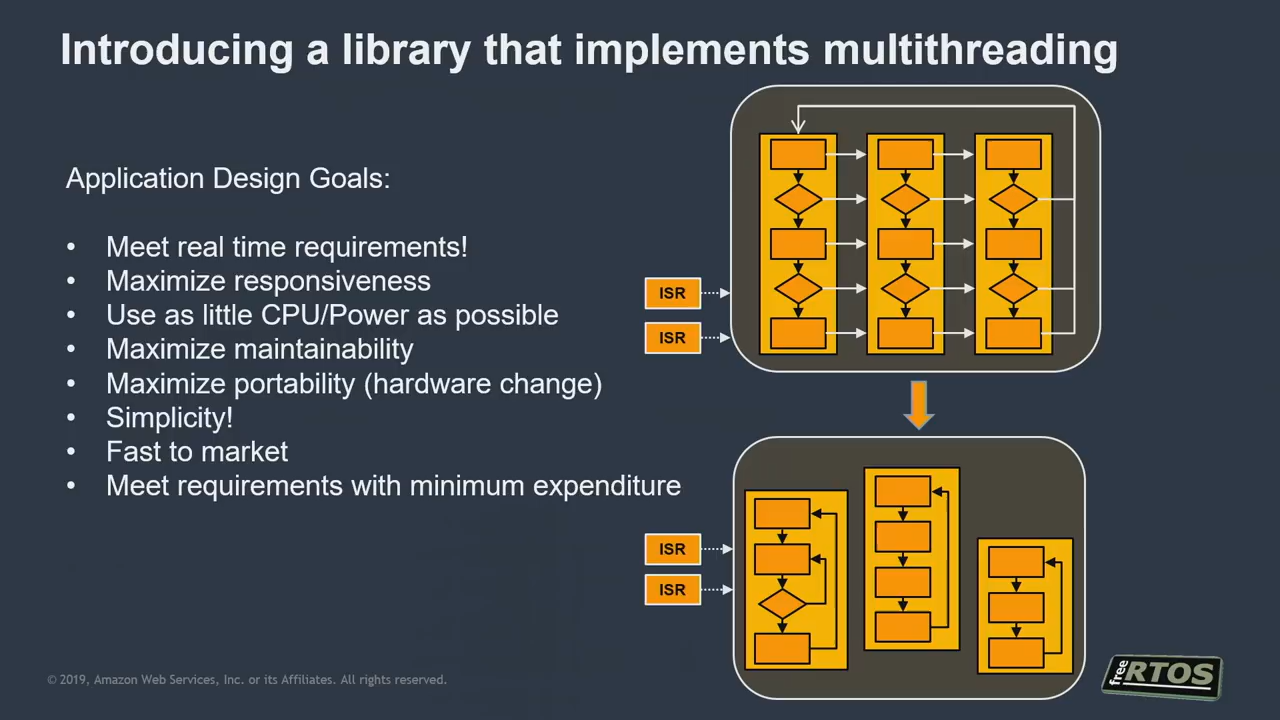 Introducing a library that implements multithreading
Application Design Goals:
• Meet real time requirements!
• Maximize responsiveness
• Use as little CPU/Power as possible
• Maximize maintainability
• Maximize portability (hardware change)
• Simplicity!
• Fast to market
• Meet requirements with minimum expenditure
ISR
ISR
ISR
ISR
© 2019, Amazon Web Services, Inc. or its Affiliates. All rights reserved.
free RTOS